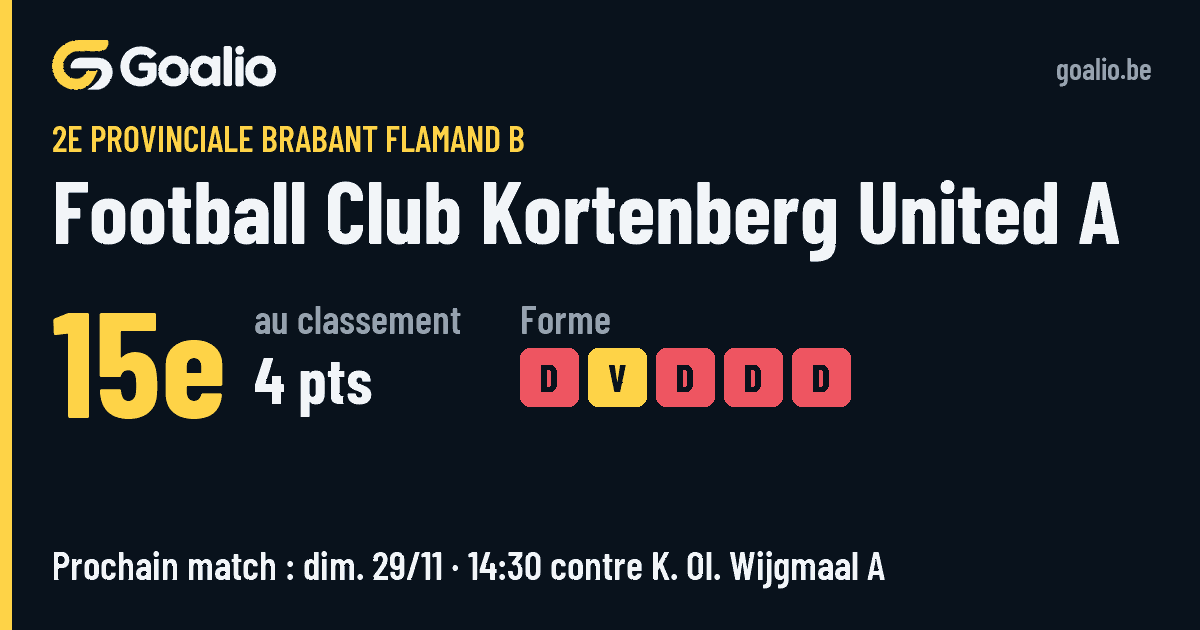 Goalio
goalio.be
2E PROVINCIALE BRABANT FLAMAND B
Football Club Kortenberg United A
15e
au classement
4 pts
Forme
D V D D D
Prochain match : dim. 29/11 · 14:30 contre K. Ol. Wijgmaal A